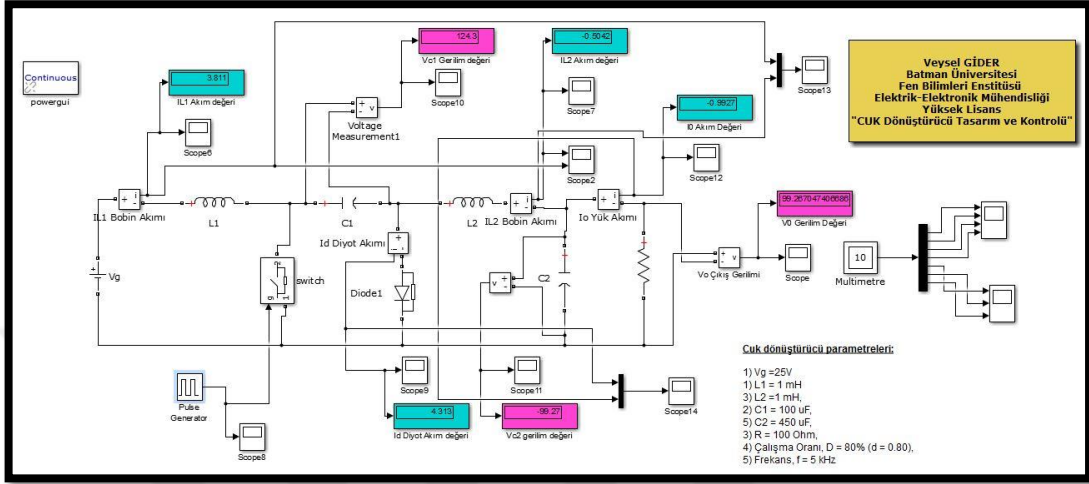 Continuous
powergui
3.811
IL1 Akım değeri
Scope6
124.3
Vc1 Gerilim değeri
Scope10
Voltage
Measurement1
-0.5042
IL2 Akım değeri
Scope7
Scope2
-0.9927
I0 Akım Değeri
Scope12
Scope13
Veysel GİDER
Batman Üniversitesi
Fen Bilimleri Enstitüsü
Elektrik-Elektronik Mühendisliği
Yüksek Lisans
"CUK Dönüştürücü Tasarım ve Kontrolü"
IL1 Bobin Akımı
L1
C1
L2
IL2 Bobin Akımı
Io Yük Akımı
99.267047406686
V0 Gerilim Değeri
Id Diyot Akımı
Vg
switch
Diode1
C2
Vo Çıkış Gerilimi
Scope
10
Multimetre
Pulse
Generator
Scope8
Scope9
4.313
Id Diyot Akım değeri
Scope11
-99.27
Vc2 gerilim değeri
Scope14
Cuk dönüştürücü parametreleri:
1) Vg =25V
1) L1 = 1 mH
3) L2 =1 mH,
2) C1 = 100 uF,
5) C2 = 450 uF,
3) R = 100 Ohm,
4) Çalışma Oranı, D = 80% (d = 0.80),
5) Frekans, f = 5 kHz